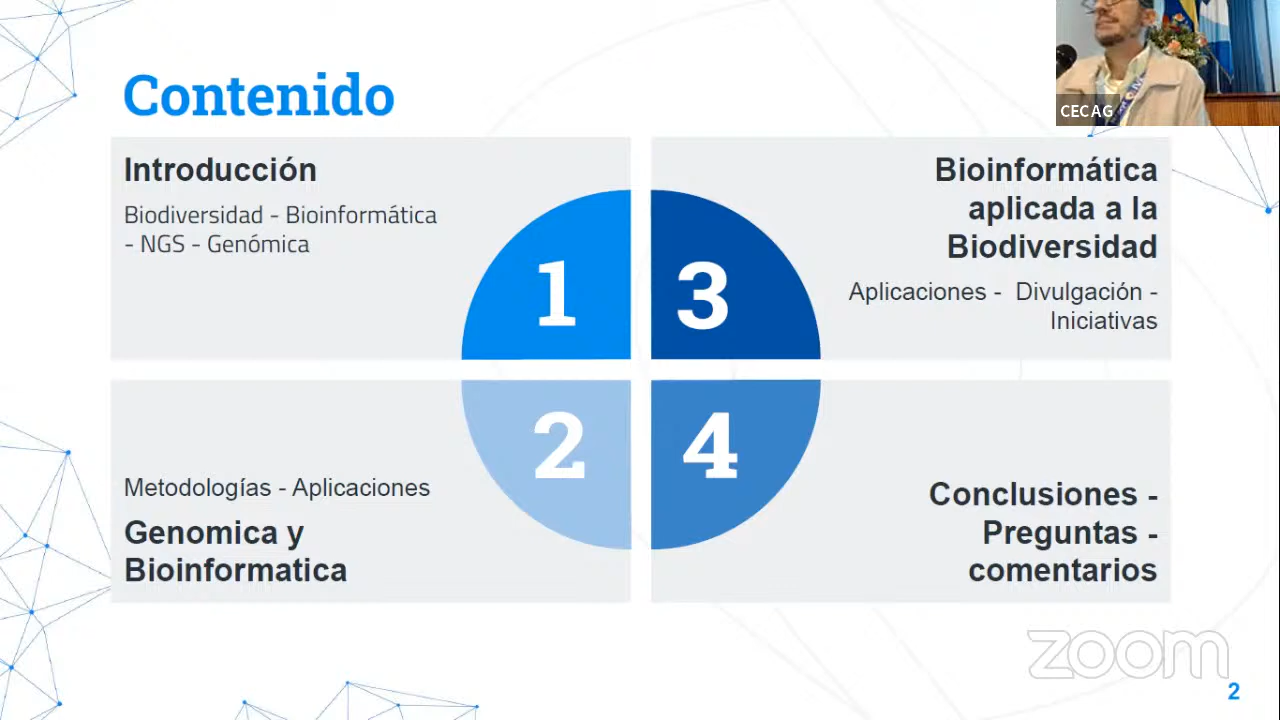 CECAG
Contenido
Introducción
Biodiversidad - Bioinformática
- NGS - Genómica
1
2
Metodologías - Aplicaciones
Genomica y
Bioinformatica
Bioinformática
aplicada a la
Biodiversidad
Aplicaciones - Divulgación -
Iniciativas
3
4
Conclusiones -
Preguntas -
comentarios
zoom
2